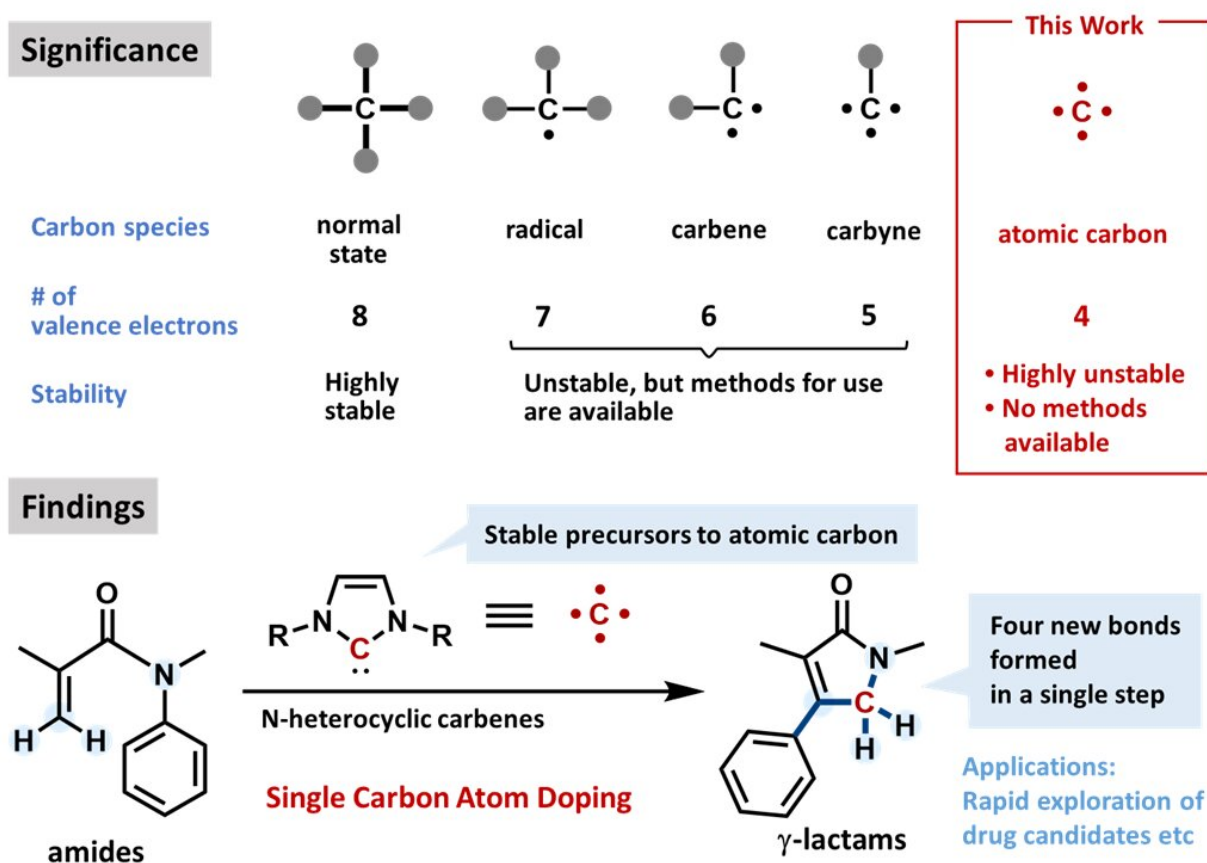 Significance
This Work
C
C
C
C
C
Carbon species
normal
state
radical
carbene
carbyne
atomic carbon
# of
valence electrons
8
7
6
5
4
Stability
Highly
stable
Unstable, but methods for use
are available
• Highly unstable
• No methods
available
Findings
Stable precursors to atomic carbon
O
N
H H
amides
R N N R
C
C
N-heterocyclic carbenes
Single Carbon Atom Doping
O
N
C
H
H
γ-lactams
Four new bonds
formed
in a single step
Applications:
Rapid exploration of
drug candidates etc